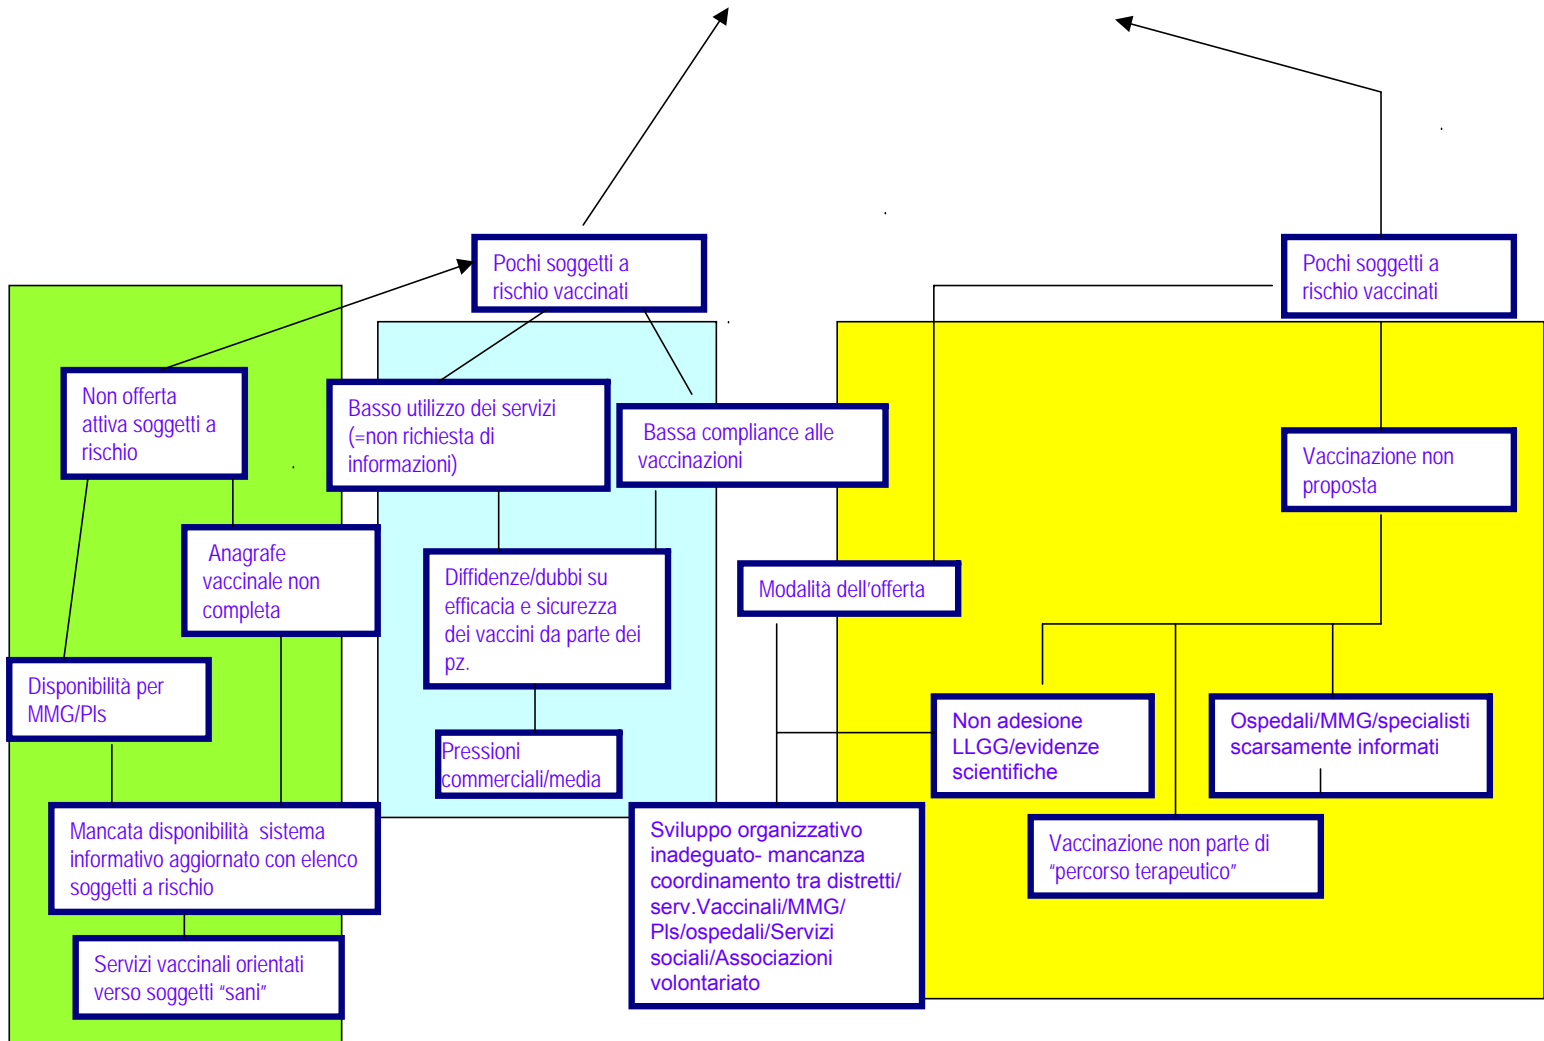 Pochi soggetti a
rischio vaccinati
Pochi soggetti a
rischio vaccinati
Non offerta
attiva soggetti a
rischio
Basso utilizzo dei servizi
(=non richiesta di
informazioni)
Bassa compliance alle
vaccinazioni
Vaccinazione non
proposta
Anagrafe
vaccinale non
completa
Diffidenze/dubbi su
efficacia e sicurezza
dei vaccini da parte dei
pz.
Modalità dell'offerta
Disponibilità per
MMG/Pls
Pressioni
commerciali/media
Non adesione
LLGG/evidenze
scientifiche
Ospedali/MMG/specialisti
scarsamente informati
Mancata disponibilità sistema
informativo aggiornato con elenco
soggetti a rischio
Sviluppo organizzativo
inadeguato- mancanza
coordinamento tra distretti/
serv.Vaccinali/MMG/
Pls/ospedali/Servizi
sociali/Associazioni
volontariato
Vaccinazione non parte di
“percorso terapeutico”
Servizi vaccinali orientati
verso soggetti “sani”